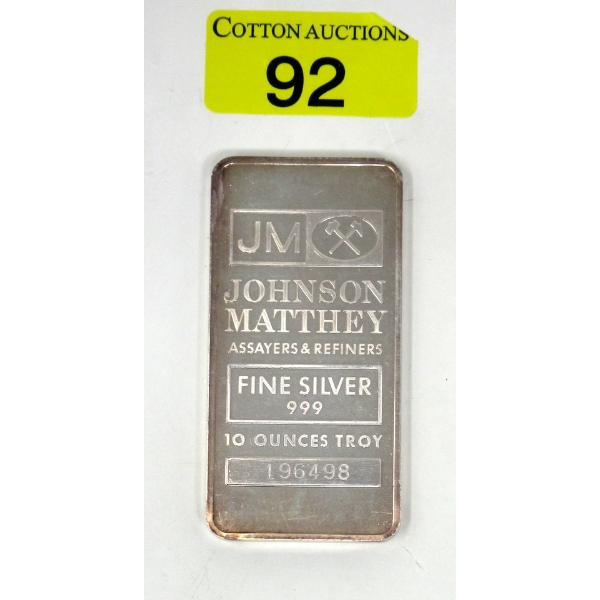 COTTON AUCTIONS
92
JM
JOHNSON
MATTHEY
ASSAYERS & REFINERS
FINE SILVER
999
10 OUNCES TROY
196498